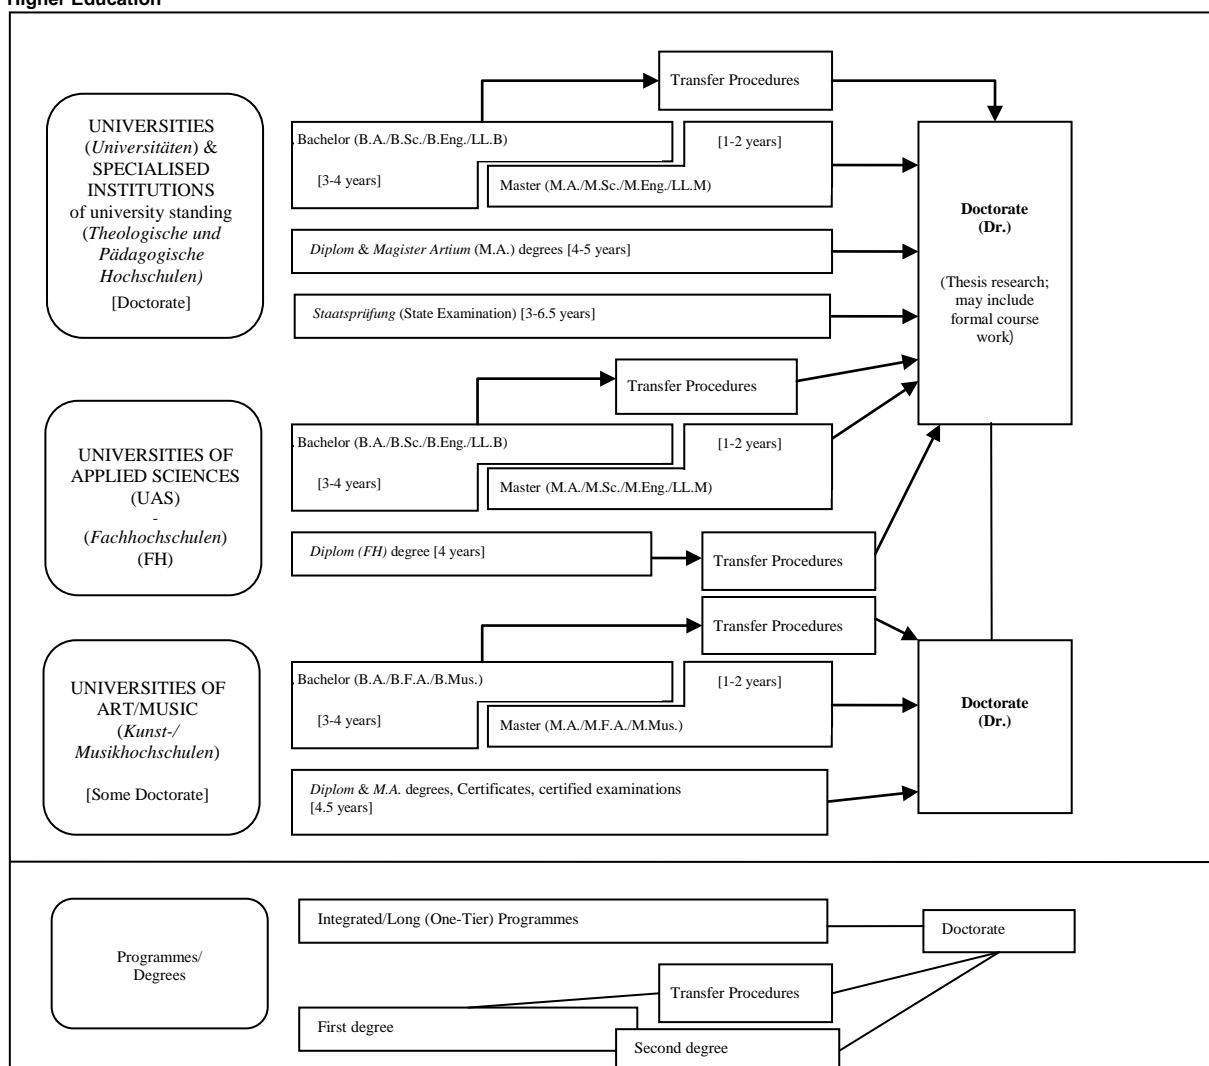 Higher Education
Transfer Procedures
UNIVERSITIES
(Universitäten) &
SPECIALISED
INSTITUTIONS
of university standing
(Theologische und
Pädagogische
Hochschulen)
[Doctorate]
Bachelor (B.A./B.Sc./B.Eng./LL.B)
[3-4 years]
[1-2 years]
Master (M.A./M.Sc./M.Eng./LL.M)
Diplom & Magister Artium (M.A.) degrees [4-5 years]
Staatsprüfung (State Examination) [3-6.5 years]
Doctorate
(Dr.)
(Thesis research;
may include
formal course
work)
Transfer Procedures
UNIVERSITIES OF
APPLIED SCIENCES
(UAS)
-
(Fachhochschulen)
(FH)
Bachelor (B.A./B.Sc./B.Eng./LL.B)
[3-4 years]
[1-2 years]
Master (M.A./M.Sc./M.Eng./LL.M)
Diplom (FH) degree [4 years]
Transfer Procedures
Transfer Procedures
UNIVERSITIES OF
ART/MUSIC
(Kunst-/
Musikhochschulen)
[Some Doctorate]
Bachelor (B.A./B.F.A./B.Mus.)
[3-4 years]
[1-2 years]
Master (M.A./M.F.A./M.Mus.)
Diplom & M.A. degrees, Certificates, certified examinations
[4.5 years]
Doctorate
(Dr.)
Programmes/
Degrees
Integrated/Long (One-Tier) Programmes
Doctorate
Transfer Procedures
First degree
Second degree